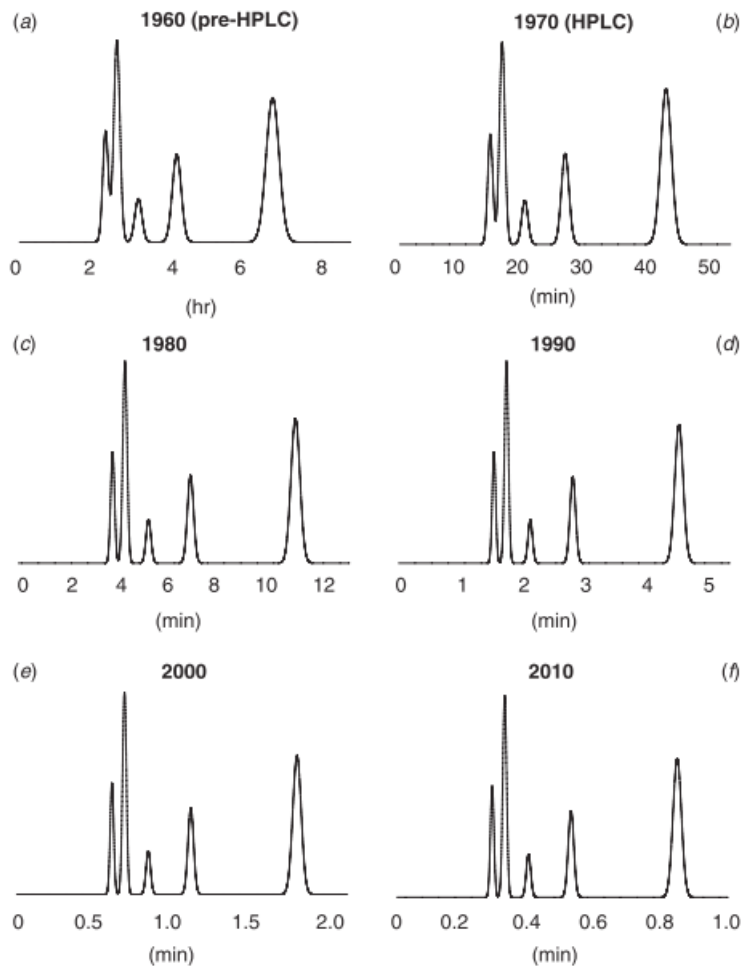 (a) 1960 (pre-HPLC)
0 2 4 6 8
(hr)
1970 (HPLC) (b)
0 10 20 30 40 50
(min)
(c) 1980
0 2 4 6 8 10 12
(min)
1990 (d)
0 1 2 3 4 5
(min)
(e) 2000
0 0.5 1.0 1.5 2.0
(min)
2010 (f)
0 0.2 0.4 0.6 0.8 1.0
(min)